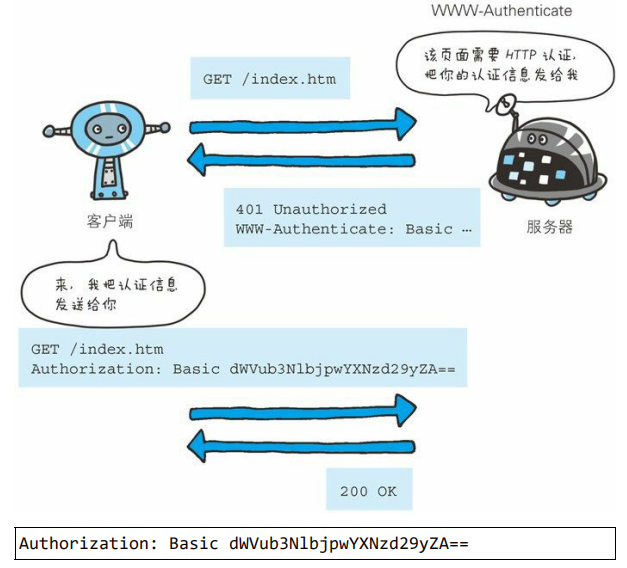 WWW-Authenticate
该页面需要 HTTP 认证，
把你的认证信息发给我
GET /index.htm
客户端
服务器
401 Unauthorized
WWW-Authenticate: Basic …
来，我把认证信息
发送给你
GET /index.htm
Authorization: Basic dWVub3NlbjpwYXNzd29yZA==
200 OK
Authorization: Basic dWVub3NlbjpwYXNzd29yZA==